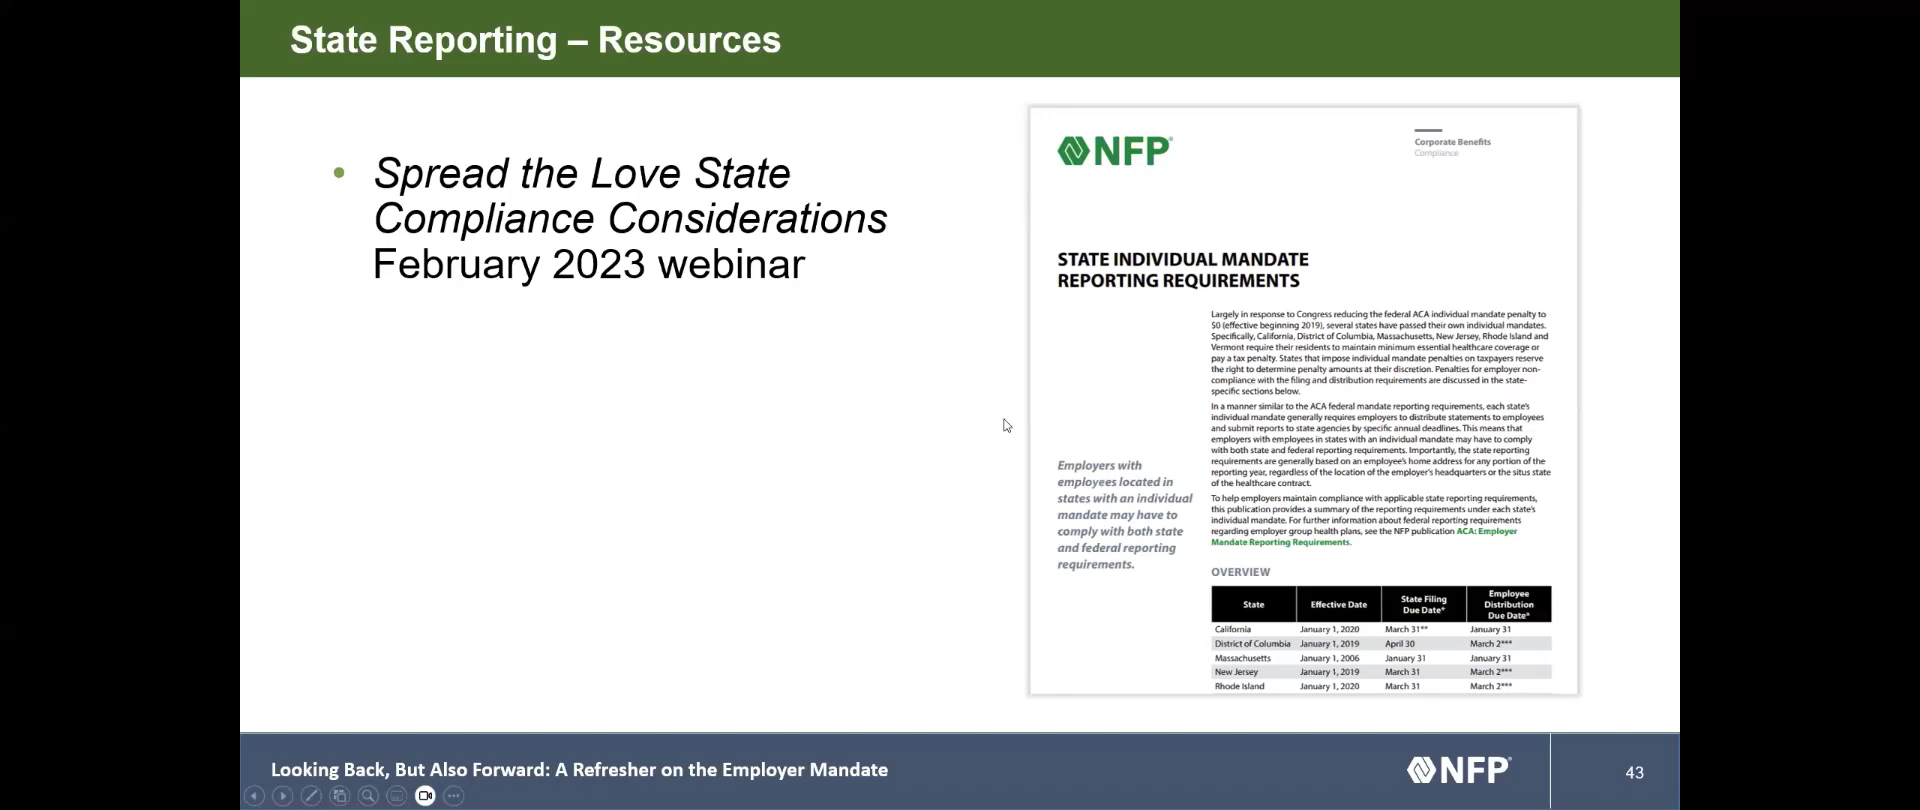 State Reporting – Resources
• Spread the Love State
Compliance Considerations
February 2023 webinar
NFP®
Corporate Benefits
Compliance
STATE INDIVIDUAL MANDATE
REPORTING REQUIREMENTS
Largely in response to Congress reducing the federal ACA individual mandate penalty to
$0 (effective beginning 2019), several states have passed their own individual mandates.
Specifically, California, District of Columbia, Massachusetts, New Jersey, Rhode Island and
Vermont require their residents to maintain minimum essential healthcare coverage or
pay a tax penalty. States that impose individual mandate penalties on taxpayers reserve
the right to determine penalty amounts at their discretion. Penalties for employer non-
compliance with the filing and distribution requirements are discussed in the state-
specific sections below.
In a manner similar to the ACA federal mandate reporting requirements, each state's
individual mandate generally requires employers to distribute statements to employees
and submit reports to state agencies by specific annual deadlines. This means that
employers with employees in states with an individual mandate may have to comply
with both state and federal reporting requirements. Importantly, the state reporting
requirements are generally based on an employee's home address for any portion of the
reporting year, regardless of the location of the employer's headquarters or the situs state
of the healthcare contract.
To help employers maintain compliance with applicable state reporting requirements,
this publication provides a summary of the reporting requirements under each state's
individual mandate. For further information about federal reporting requirements
regarding employer group health plans, see the NFP publication ACA: Employer
Mandate Reporting Requirements.
Employers with
employees located in
states with an individual
mandate may have to
comply with both state
and federal reporting
requirements.
OVERVIEW
State Effective Date State Filing Due Date* Employee Distribution Due Date*
California January 1, 2020 March 31** January 31
District of Columbia January 1, 2019 April 30 March 2***
Massachusetts January 1, 2006 January 31 January 31
New Jersey January 1, 2019 March 31 March 2***
Rhode Island January 1, 2020 March 31 March 2***
Looking Back, But Also Forward: A Refresher on the Employer Mandate
NFP®
43